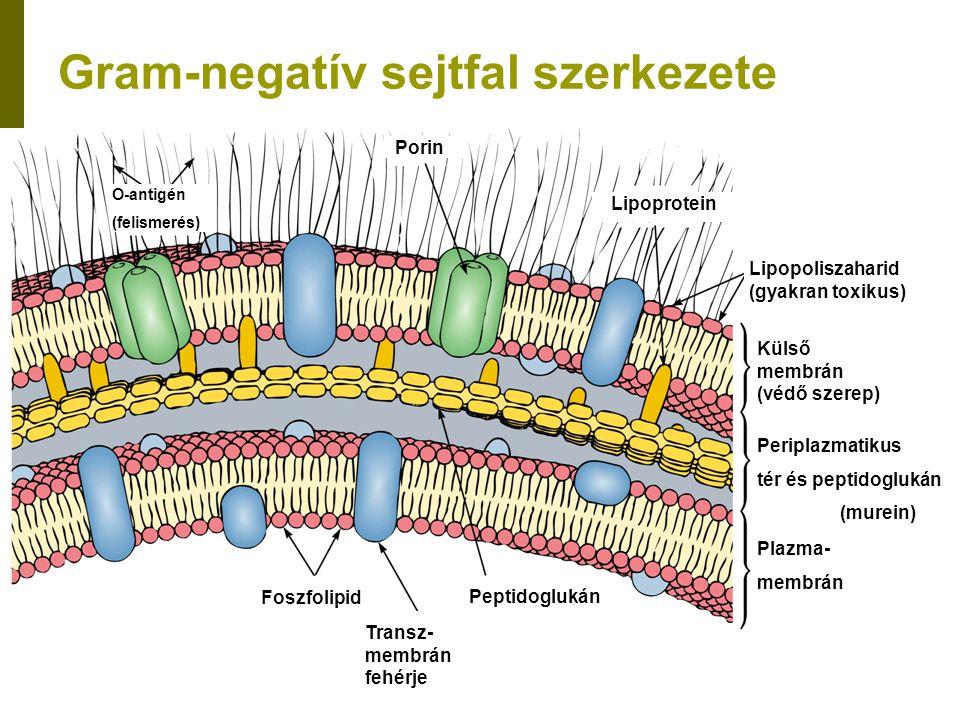 Gram-negatív sejtfal szerkezete
Porin
O-antigén
(felismerés)
Lipoprotein
Lipopoliszaharid
(gyakran toxikus)
Külső
membrán
(védő szerep)
Periplazmatikus
tér és peptidoglukán
(murein)
Plazma-
membrán
Foszfolipid
Peptidoglukán
Transz-
membrán
fehérje